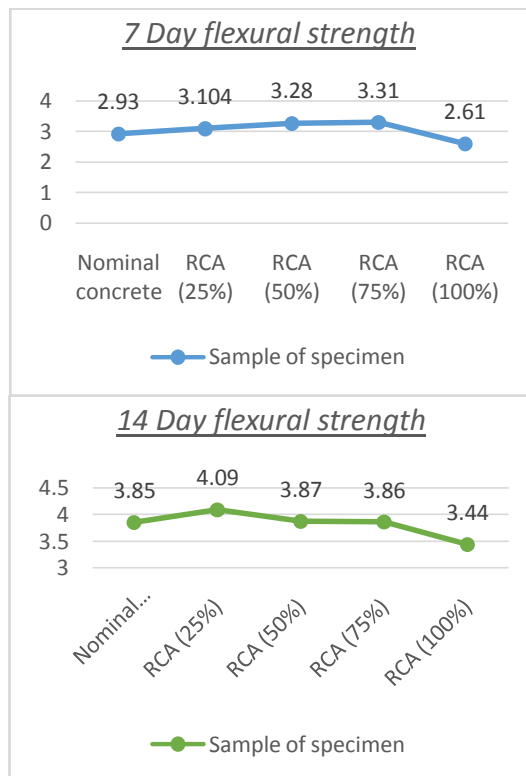 7 Day flexural strength
2.93 3.104 3.28 3.31 2.61
4
3
2
1
0
Nominal concrete RCA (25%) RCA (50%) RCA (75%) RCA (100%)
Sample of specimen
14 Day flexural strength
3.85 4.09 3.87 3.86 3.44
4.5
4
3.5
3
Nominal... RCA (25%) RCA (50%) RCA (75%) RCA (100%)
Sample of specimen